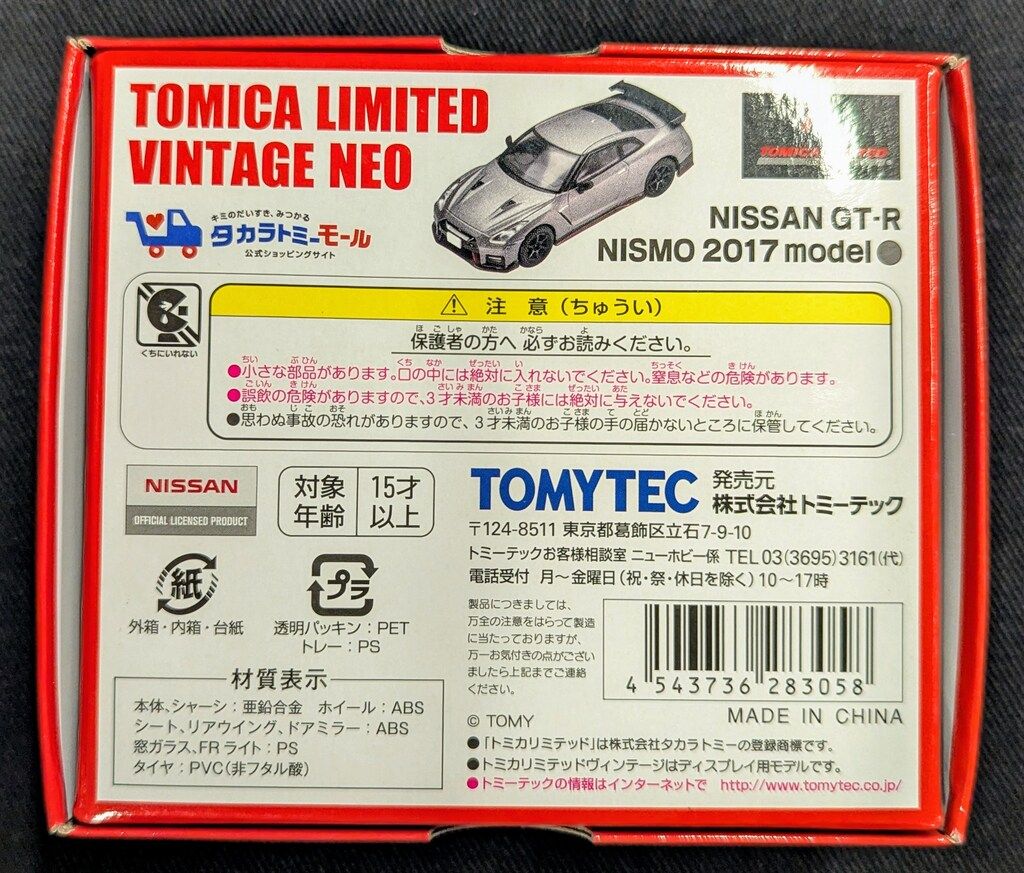 TOMICA LIMITED
VINTAGE NEO
キミのだいすき、みつかる
タカラトミーモール
公式ショッピングサイト
TOMICA LIMITED
NISSAN GT-R
NISMO 2017 model
くちにいれない
注 意（ちゅうい）
保護者の方へ 必ずお読みください。
●小さな部品があります。口の中には絶対に入れないでください。窒息などの危険があります。
●誤飲の危険がありますので、3才未満のお子様には絶対に与えないでください。
●思わぬ事故の恐れがありますので、3才未満のお子様の手の届かないところに保管してください。
NISSAN
OFFICIAL LICENSED PRODUCT
対象年齢 15才以上
TOMYTEC
発売元
株式会社トミーテック
〒124-8511 東京都葛飾区立石7-9-10
トミーテックお客様相談室 ニューホビー係 TEL 03(3695)3161(代)
電話受付 月～金曜日(祝・祭・休日を除く)10～17時
紙
外箱・内箱・台紙
プラ
透明パッキン：PET
トレー：PS
材質表示
本体、シャーシ：亜鉛合金 ホイール：ABS
シート、リアウイング、ドアミラー：ABS
窓ガラス、FRライト：PS
タイヤ：PVC(非フタル酸)
製品につきましては、
万全の注意をはらって製造
に当たっておりますが、
万一お気付きの点がござい
ましたら上記までご連絡
ください。
4 543736 283058
MADE IN CHINA
© TOMY
●「トミカリミテッド」は株式会社タカラトミーの登録商標です。
●トミカリミテッドヴィンテージはディスプレイ用モデルです。
●トミーテックの情報はインターネットで http://www.tomytec.co.jp/